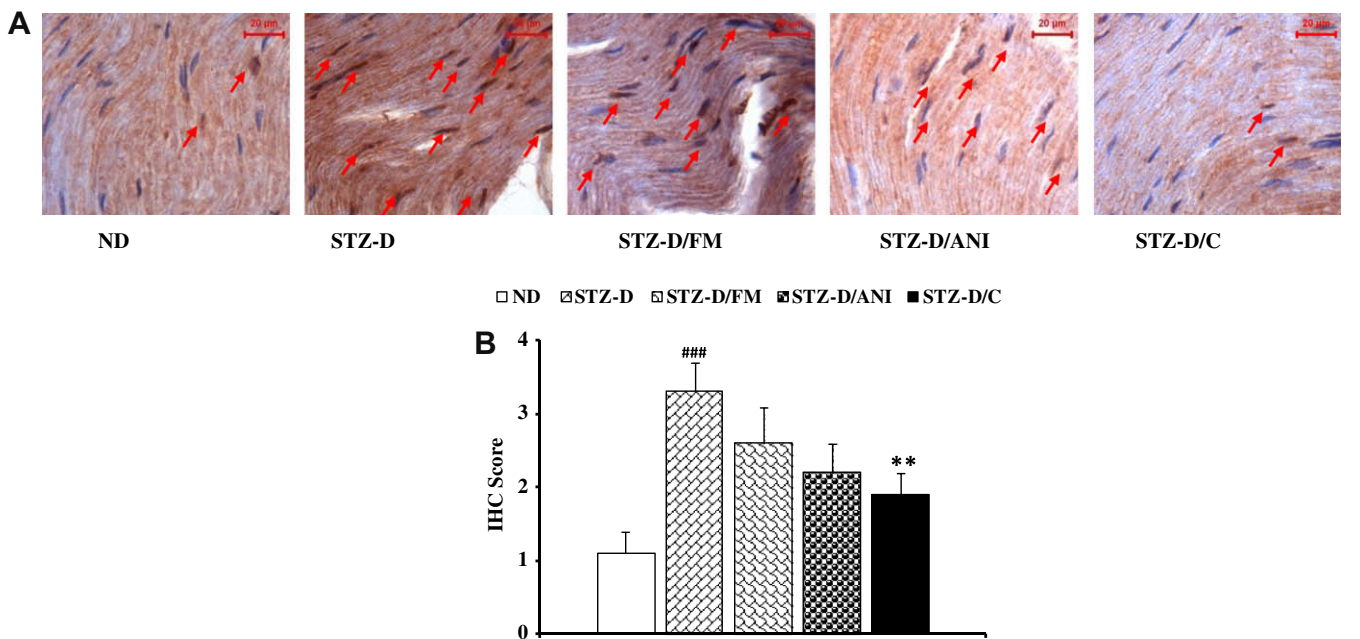 A
20 µm
20 µm
20 µm
20 µm
ND STZ-D STZ-D/FM STZ-D/ANI STZ-D/C
ND STZ-D STZ-D/FM STZ-D/ANI STZ-D/C
B
IHC Score
4
3
2
1
0
###
**